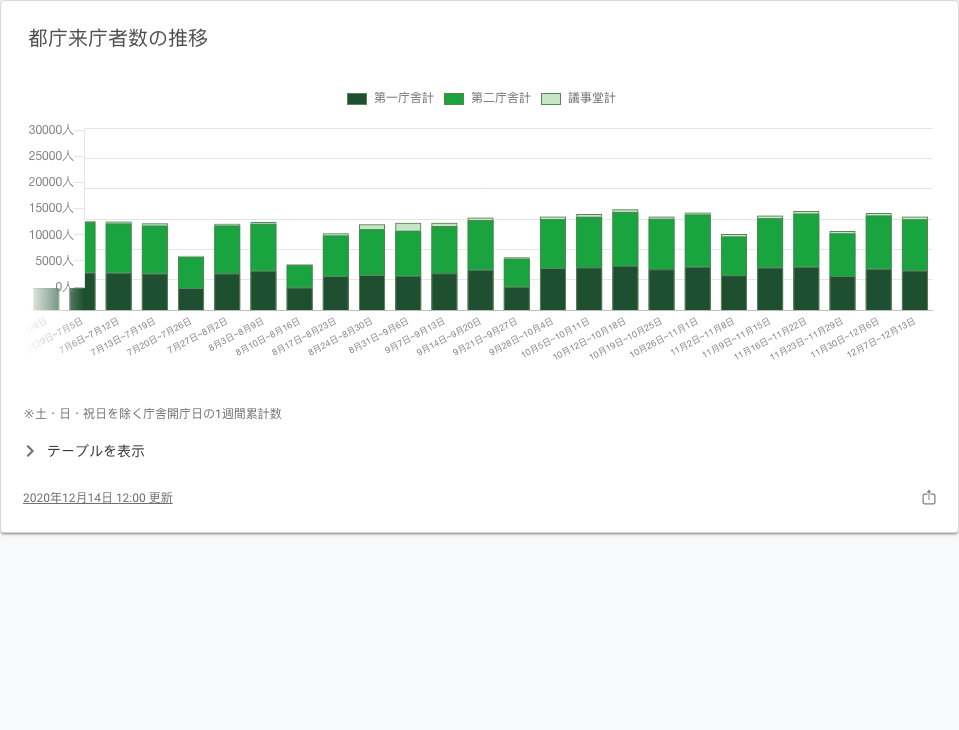 都庁来庁者数の推移
第一庁舎計 第二庁舎計 議事堂計
30000人
25000人
20000人
15000人
10000人
5000人
0人
7月6日~7月12日
7月13日~7月19日
7月20日~7月26日
7月27日~8月2日
8月3日~8月9日
8月10日~8月16日
8月17日~8月23日
8月24日~8月30日
8月31日~9月6日
9月7日~9月13日
9月14日~9月20日
9月21日~9月27日
9月28日~10月4日
10月5日~10月11日
10月12日~10月18日
10月19日~10月25日
10月26日~11月1日
11月2日~11月8日
11月9日~11月15日
11月16日~11月22日
11月23日~11月29日
11月30日~12月6日
12月7日~12月13日
※土・日・祝日を除く庁舎開庁日の1週間累計数
テーブルを表示
2020年12月14日 12:00 更新